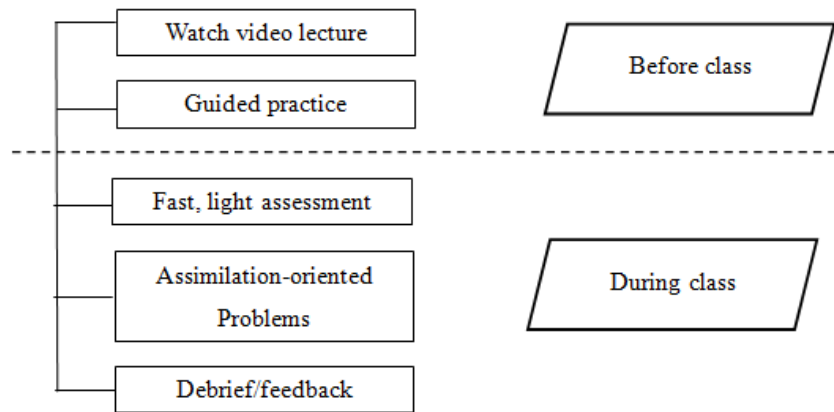 Watch video lecture
Before class
Guided practice
Fast, light assessment
Assimilation-oriented
Problems
During class
Debrief/feedback